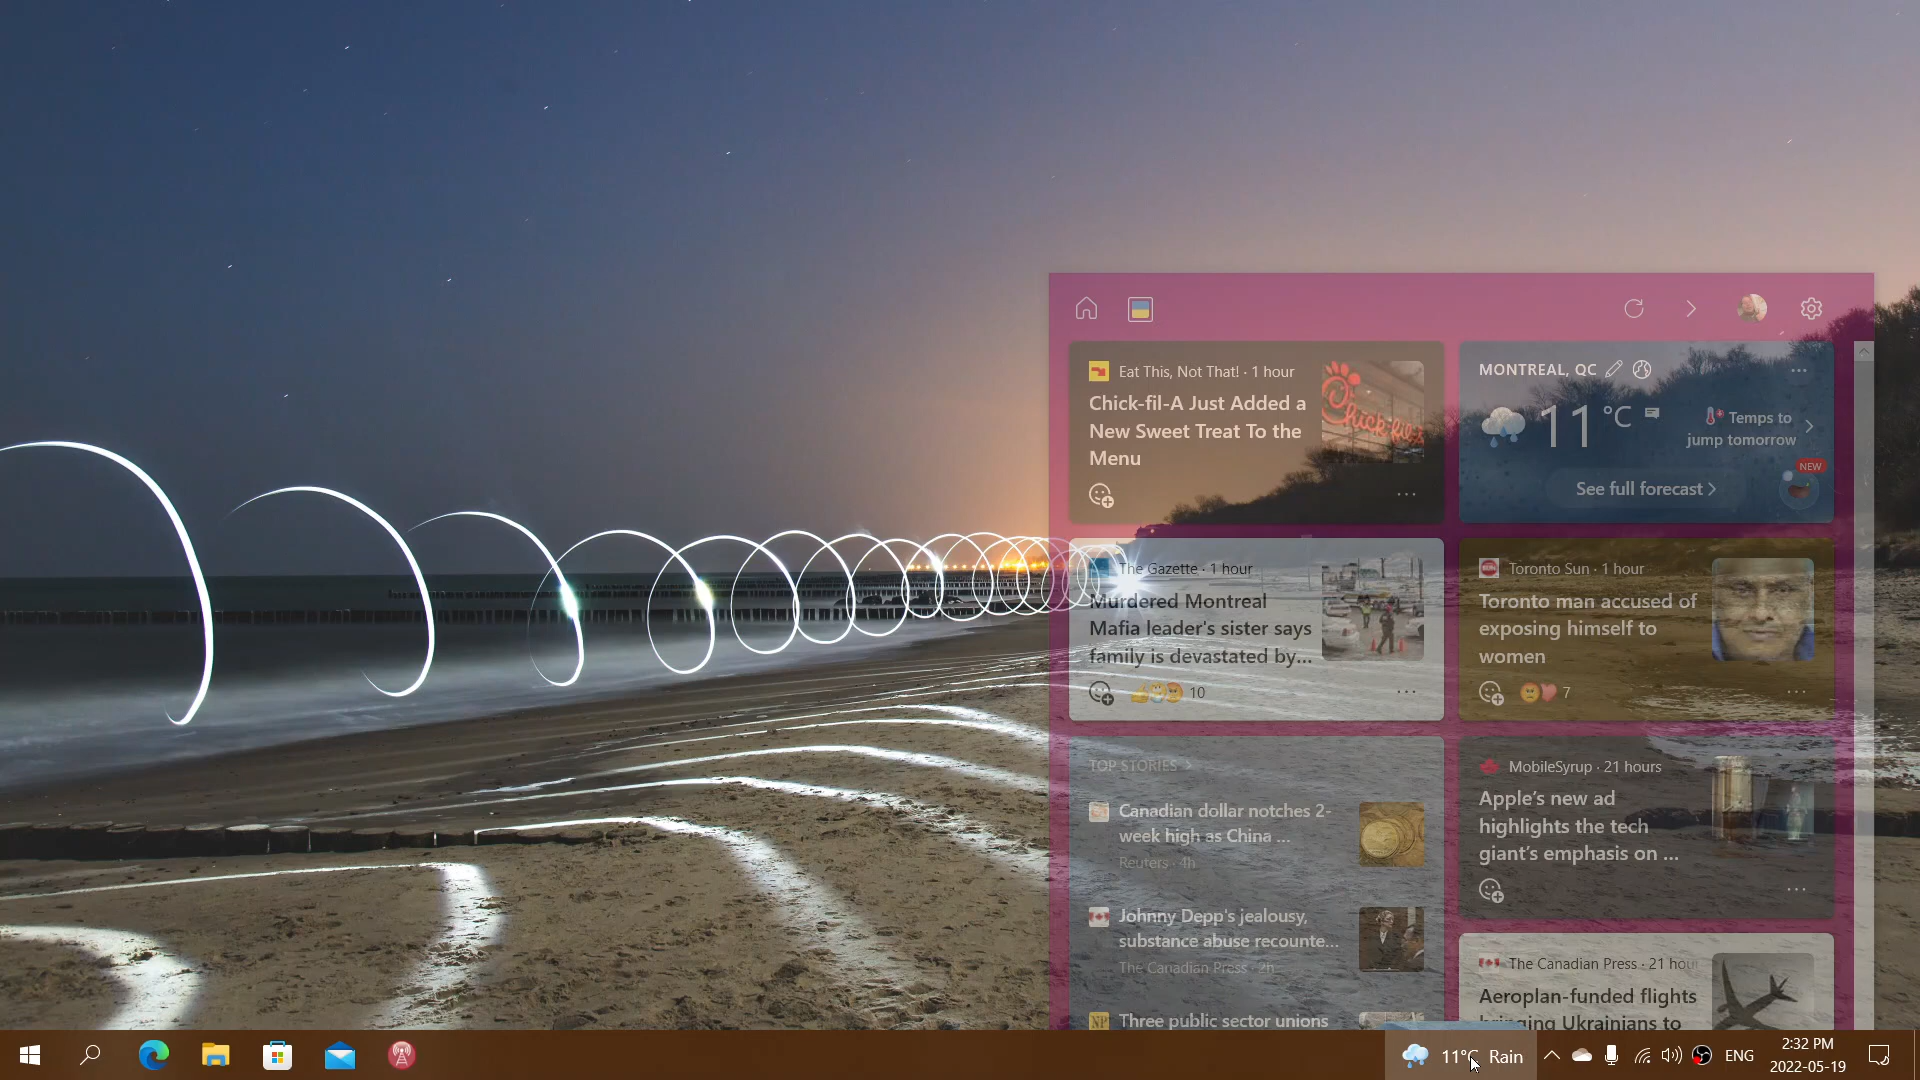 Eat This, Not That! · 1 hour
Chick-fil-A Just Added a
New Sweet Treat To the
Menu
Chick-fil-A
MONTREAL, QC
11 °C
Temps to
jump tomorrow
NEW
See full forecast
The Gazette · 1 hour
Murdered Montreal
Mafia leader's sister says
family is devastated by...
10
Toronto Sun · 1 hour
Toronto man accused of
exposing himself to
women
7
TOP STORIES
Canadian dollar notches 2-
week high as China ...
Reuters · 4h
Johnny Depp's jealousy,
substance abuse recounte...
The Canadian Press · 2h
NP
Three public sector unions
MobileSyrup · 21 hours
Apple's new ad
highlights the tech
giant's emphasis on ...
The Canadian Press · 21 hou
Aeroplan-funded flights
bringing Ukrainians to
11°C Rain
ENG
2:32 PM
2022-05-19